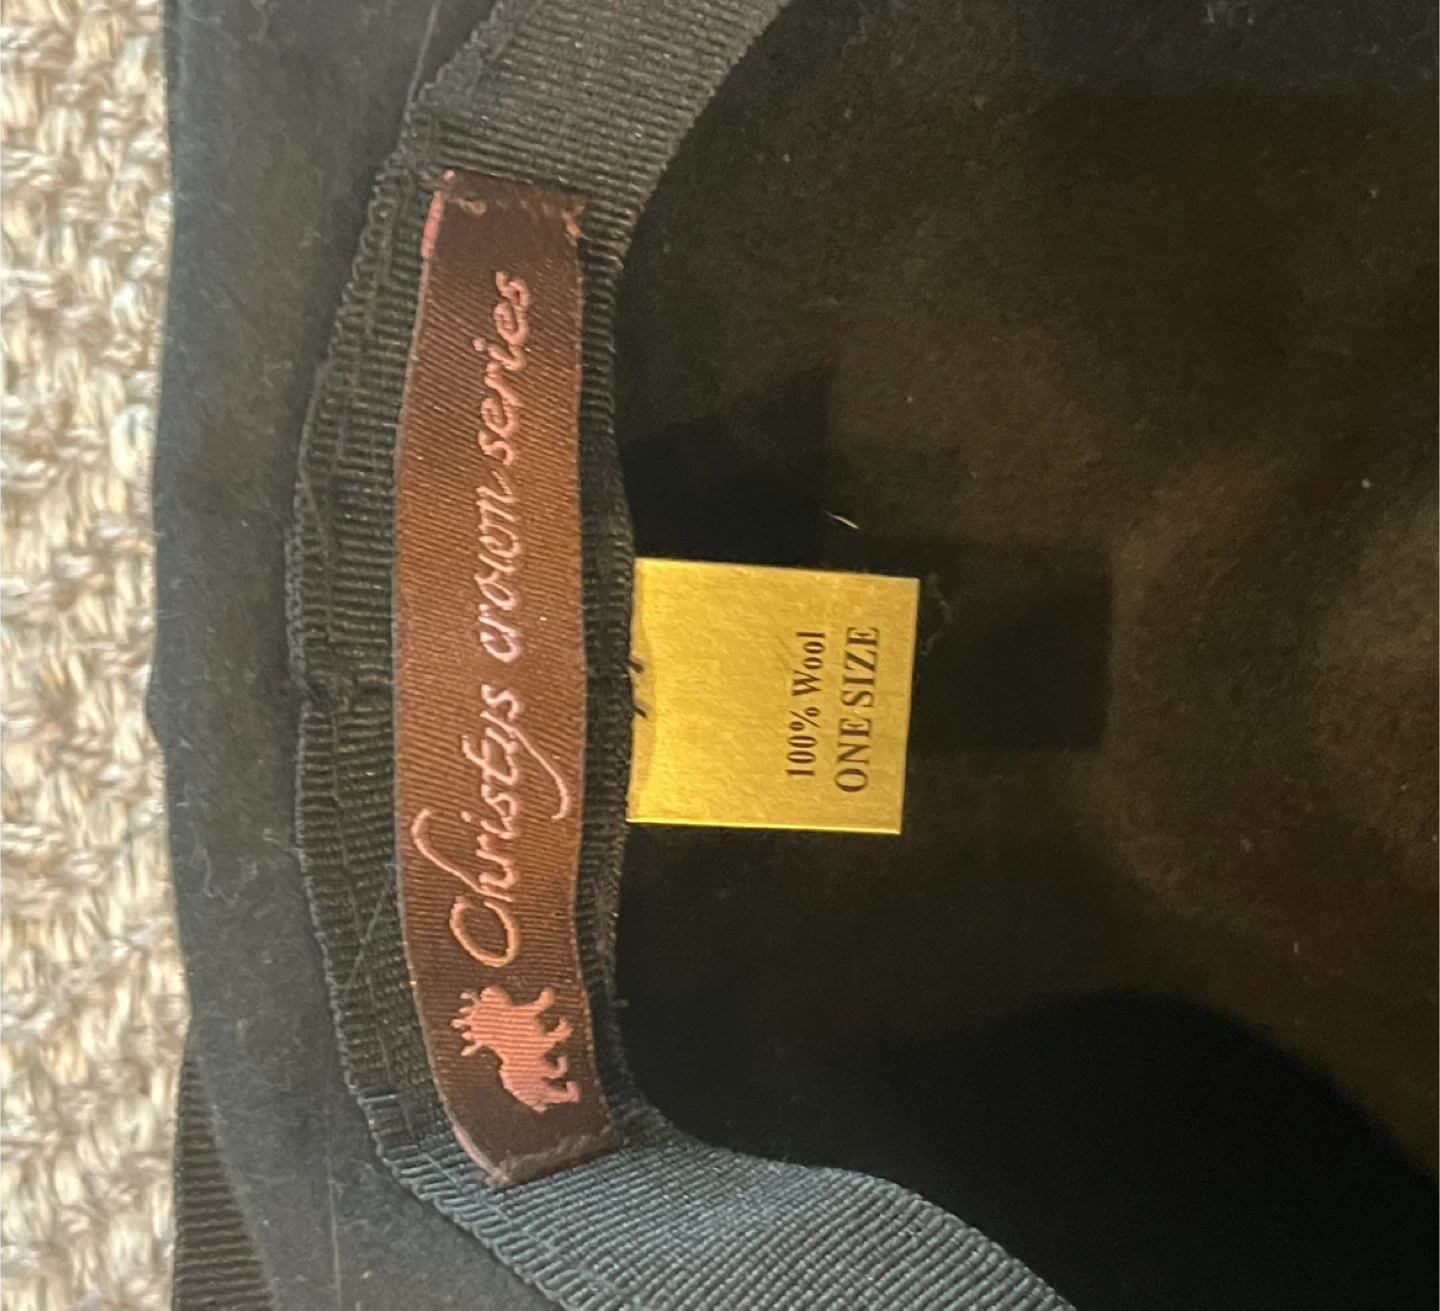 Christys crown series
100% Wool
ONE SIZE